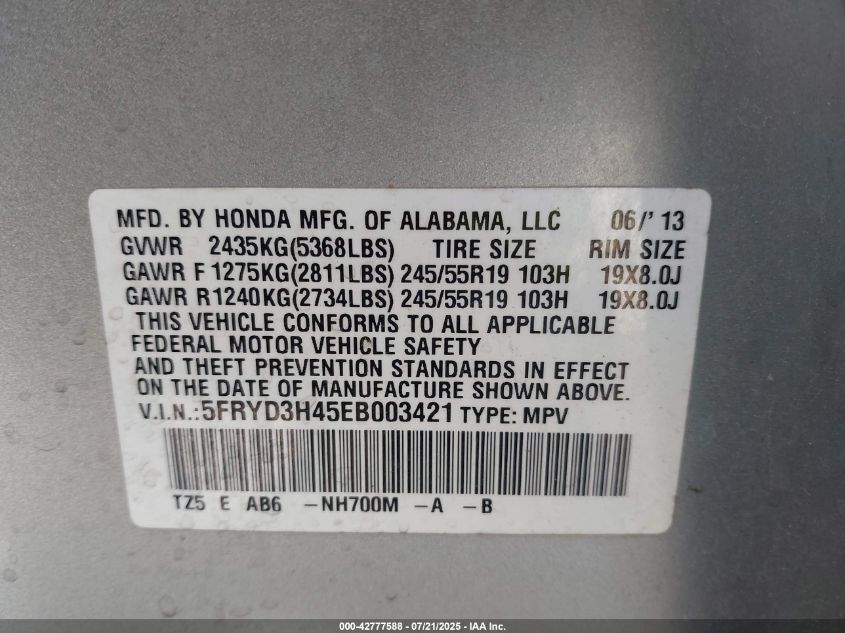 MFD. BY HONDA MFG. OF ALABAMA, LLC 06/'13
GVWR 2435KG(5368LBS) TIRE SIZE RIM SIZE
GAWR F 1275KG(2811LBS) 245/55R19 103H 19X8.0J
GAWR R1240KG(2734LBS) 245/55R19 103H 19X8.0J
THIS VEHICLE CONFORMS TO ALL APPLICABLE
FEDERAL MOTOR VEHICLE SAFETY
AND THEFT PREVENTION STANDARDS IN EFFECT
ON THE DATE OF MANUFACTURE SHOWN ABOVE.
V.I.N.:5FRYD3H45EB003421 TYPE: MPV
TZ5 E AB6 -NH700M -A -B
000-42777588 - 07/21/2025 - IAA Inc.